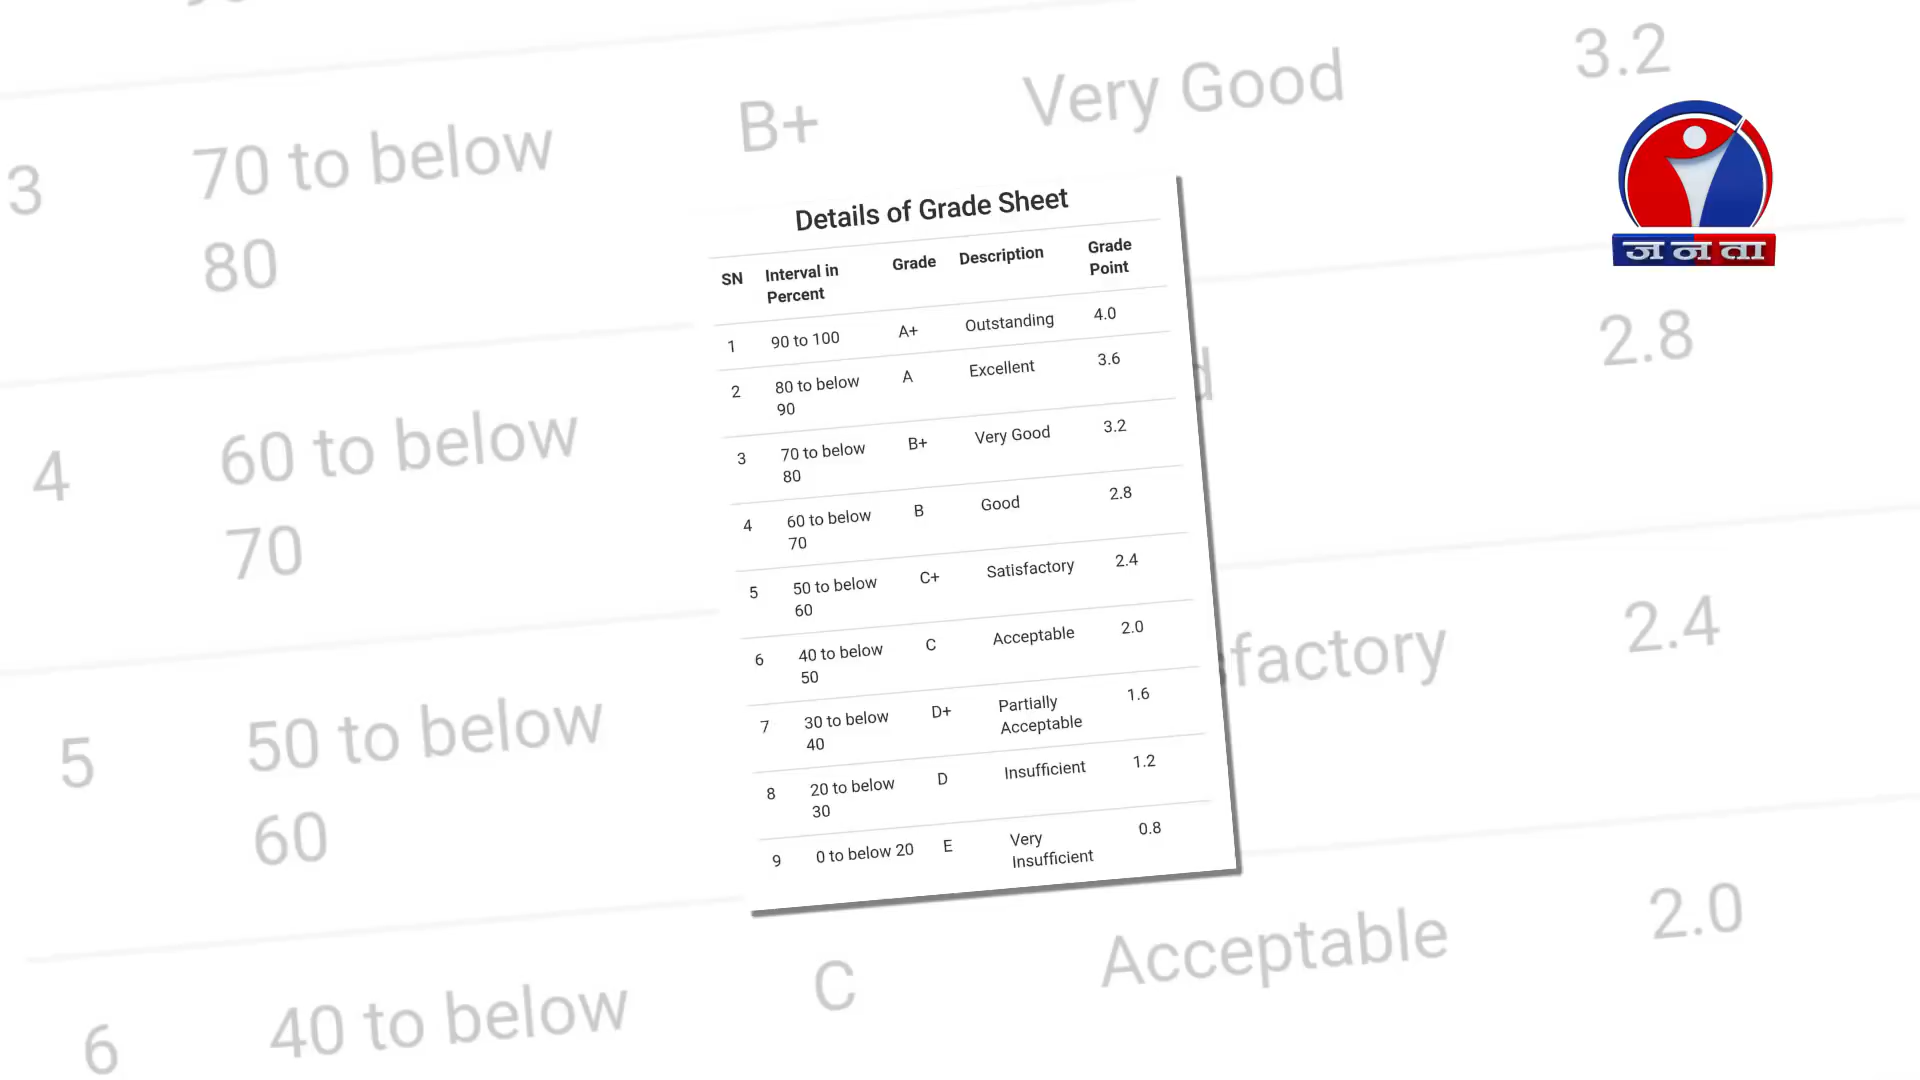 3
70 to below
80
B+
Very Good
3.2
4
60 to below
70
2.8
5
50 to below
60
factory
2.4
6
40 to below
C
Acceptable
2.0
Details of Grade Sheet
SN Interval in Percent Grade Description Grade Point
1 90 to 100 A+ Outstanding 4.0
2 80 to below 90 A Excellent 3.6
3 70 to below 80 B+ Very Good 3.2
4 60 to below 70 B Good 2.8
5 50 to below 60 C+ Satisfactory 2.4
6 40 to below 50 C Acceptable 2.0
7 30 to below 40 D+ Partially Acceptable 1.6
8 20 to below 30 D Insufficient 1.2
9 0 to below 20 E Very Insufficient 0.8
जनता